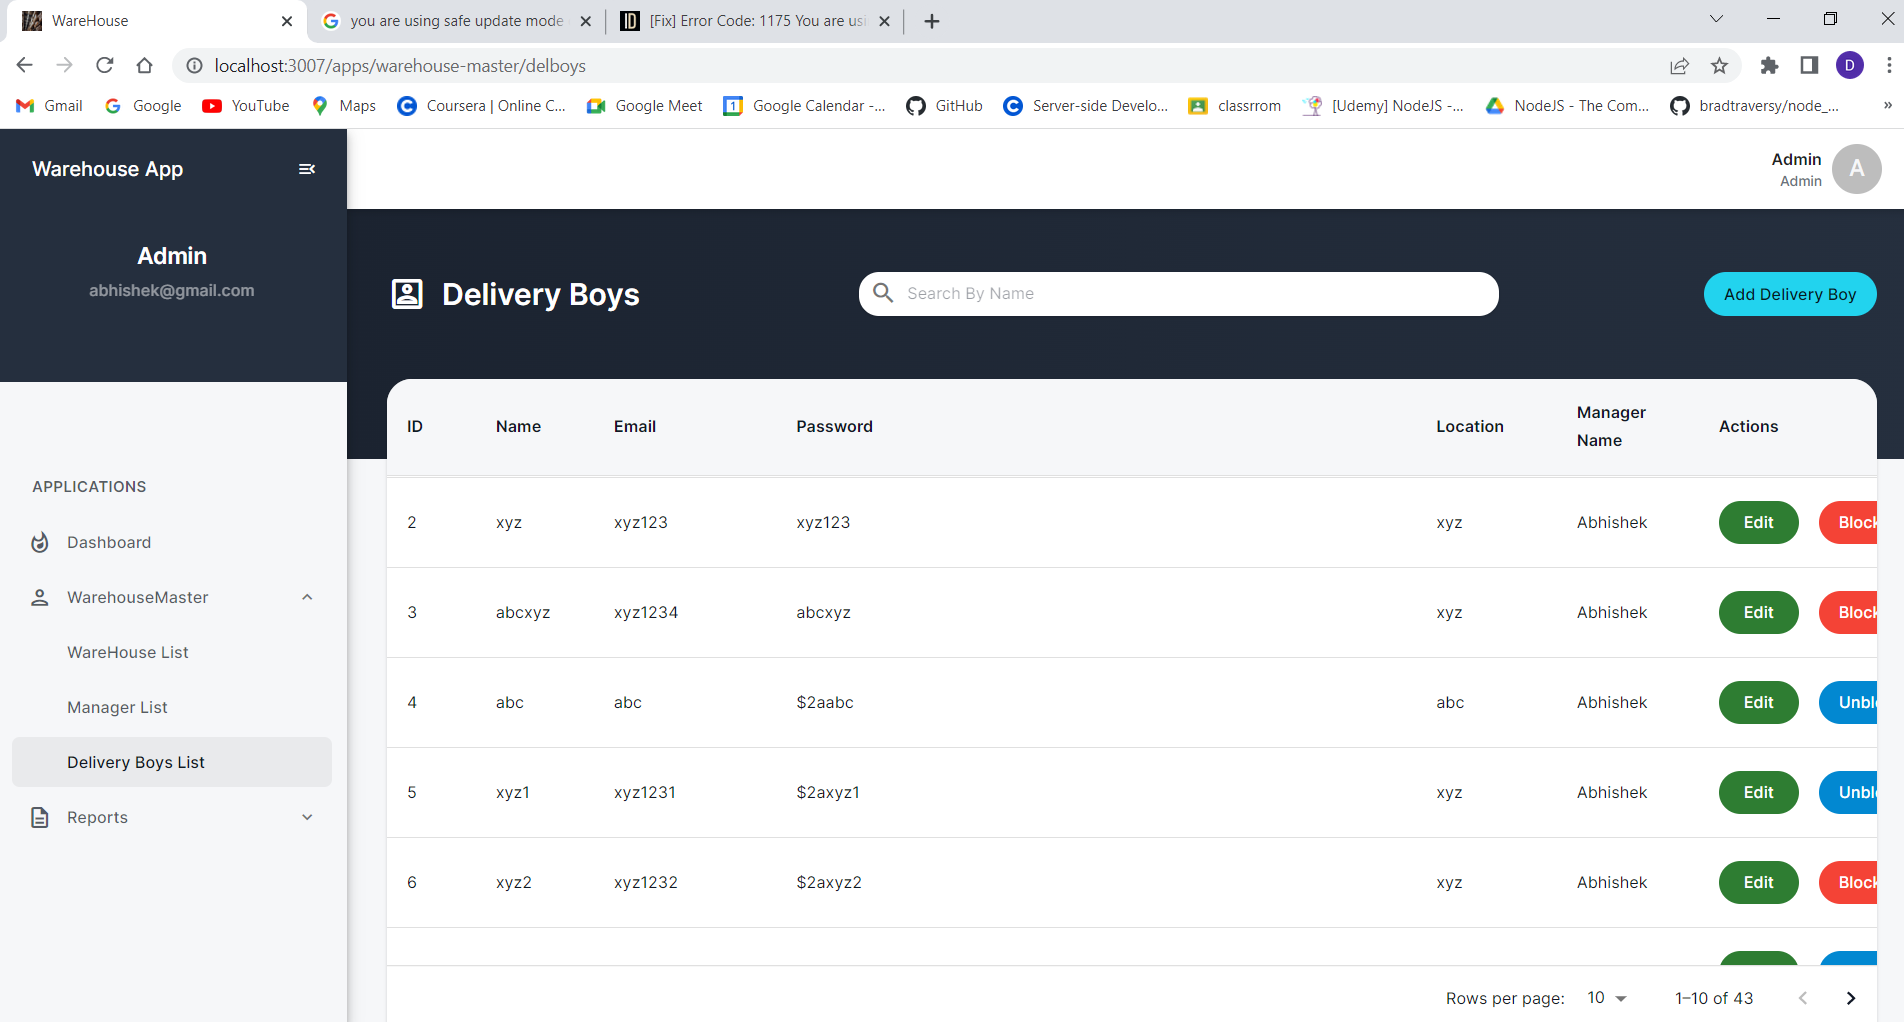 WareHouse
you are using safe update mode
[Fix] Error Code: 1175 You are usi
localhost:3007/apps/warehouse-master/delboys
D
Gmail Google YouTube Maps Coursera | Online C... Google Meet Google Calendar -... GitHub Server-side Develo... classrrom [Udemy] NodeJS -... NodeJS - The Com... bradtraversy/node_... »
Warehouse App
Admin
Admin
A
Admin
abhishek@gmail.com
Delivery Boys
Search By Name
Add Delivery Boy
APPLICATIONS
Dashboard
WarehouseMaster
WareHouse List
Manager List
Delivery Boys List
Reports
ID Name Email Password Location Manager Name Actions
2 xyz xyz123 xyz123 xyz Abhishek Edit Block
3 abcxyz xyz1234 abcxyz xyz Abhishek Edit Block
4 abc abc $2aabc abc Abhishek Edit Unbl
5 xyz1 xyz1231 $2axyz1 xyz Abhishek Edit Unbl
6 xyz2 xyz1232 $2axyz2 xyz Abhishek Edit Block
Rows per page: 10 1–10 of 43